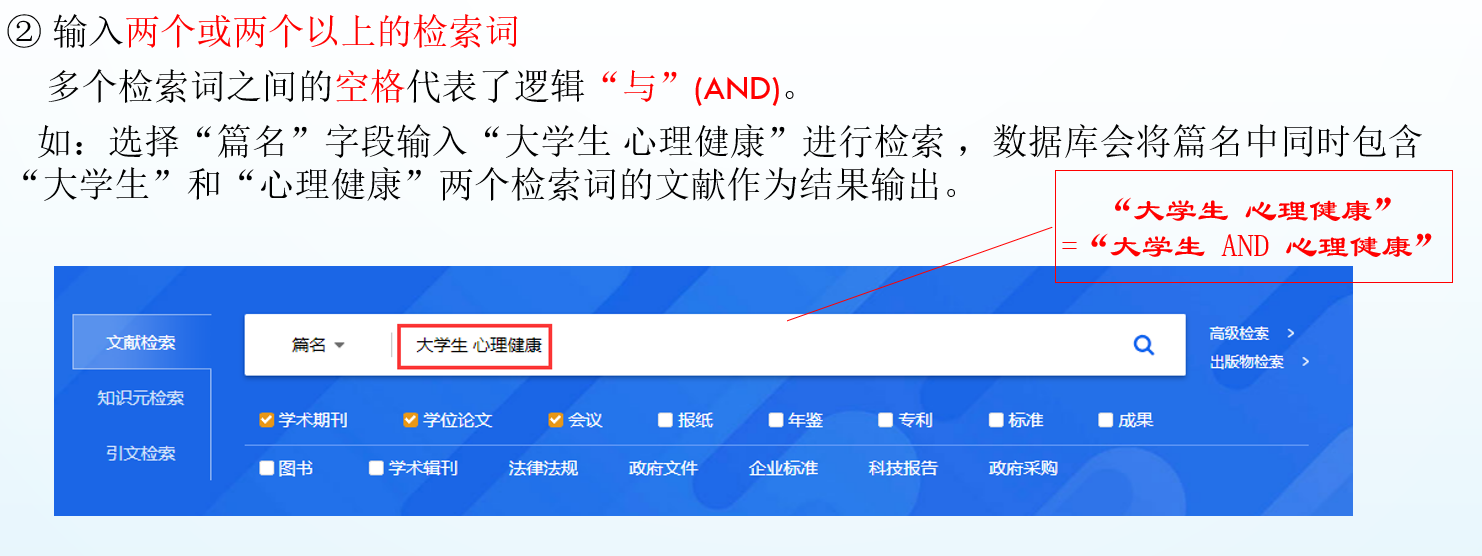 ② 输入两个或两个以上的检索词
多个检索词之间的空格代表了逻辑“与”(AND)。
如：选择“篇名”字段输入“大学生 心理健康”进行检索 ，数据库会将篇名中同时包含
“大学生”和“心理健康”两个检索词的文献作为结果输出。
“大学生 心理健康”
=“大学生 AND 心理健康”
文献检索
篇名
大学生 心理健康
高级检索 >
出版物检索 >
知识元检索
引文检索
学术期刊 学位论文 会议 报纸 年鉴 专利 标准 成果
图书 学术辑刊 法律法规 政府文件 企业标准 科技报告 政府采购